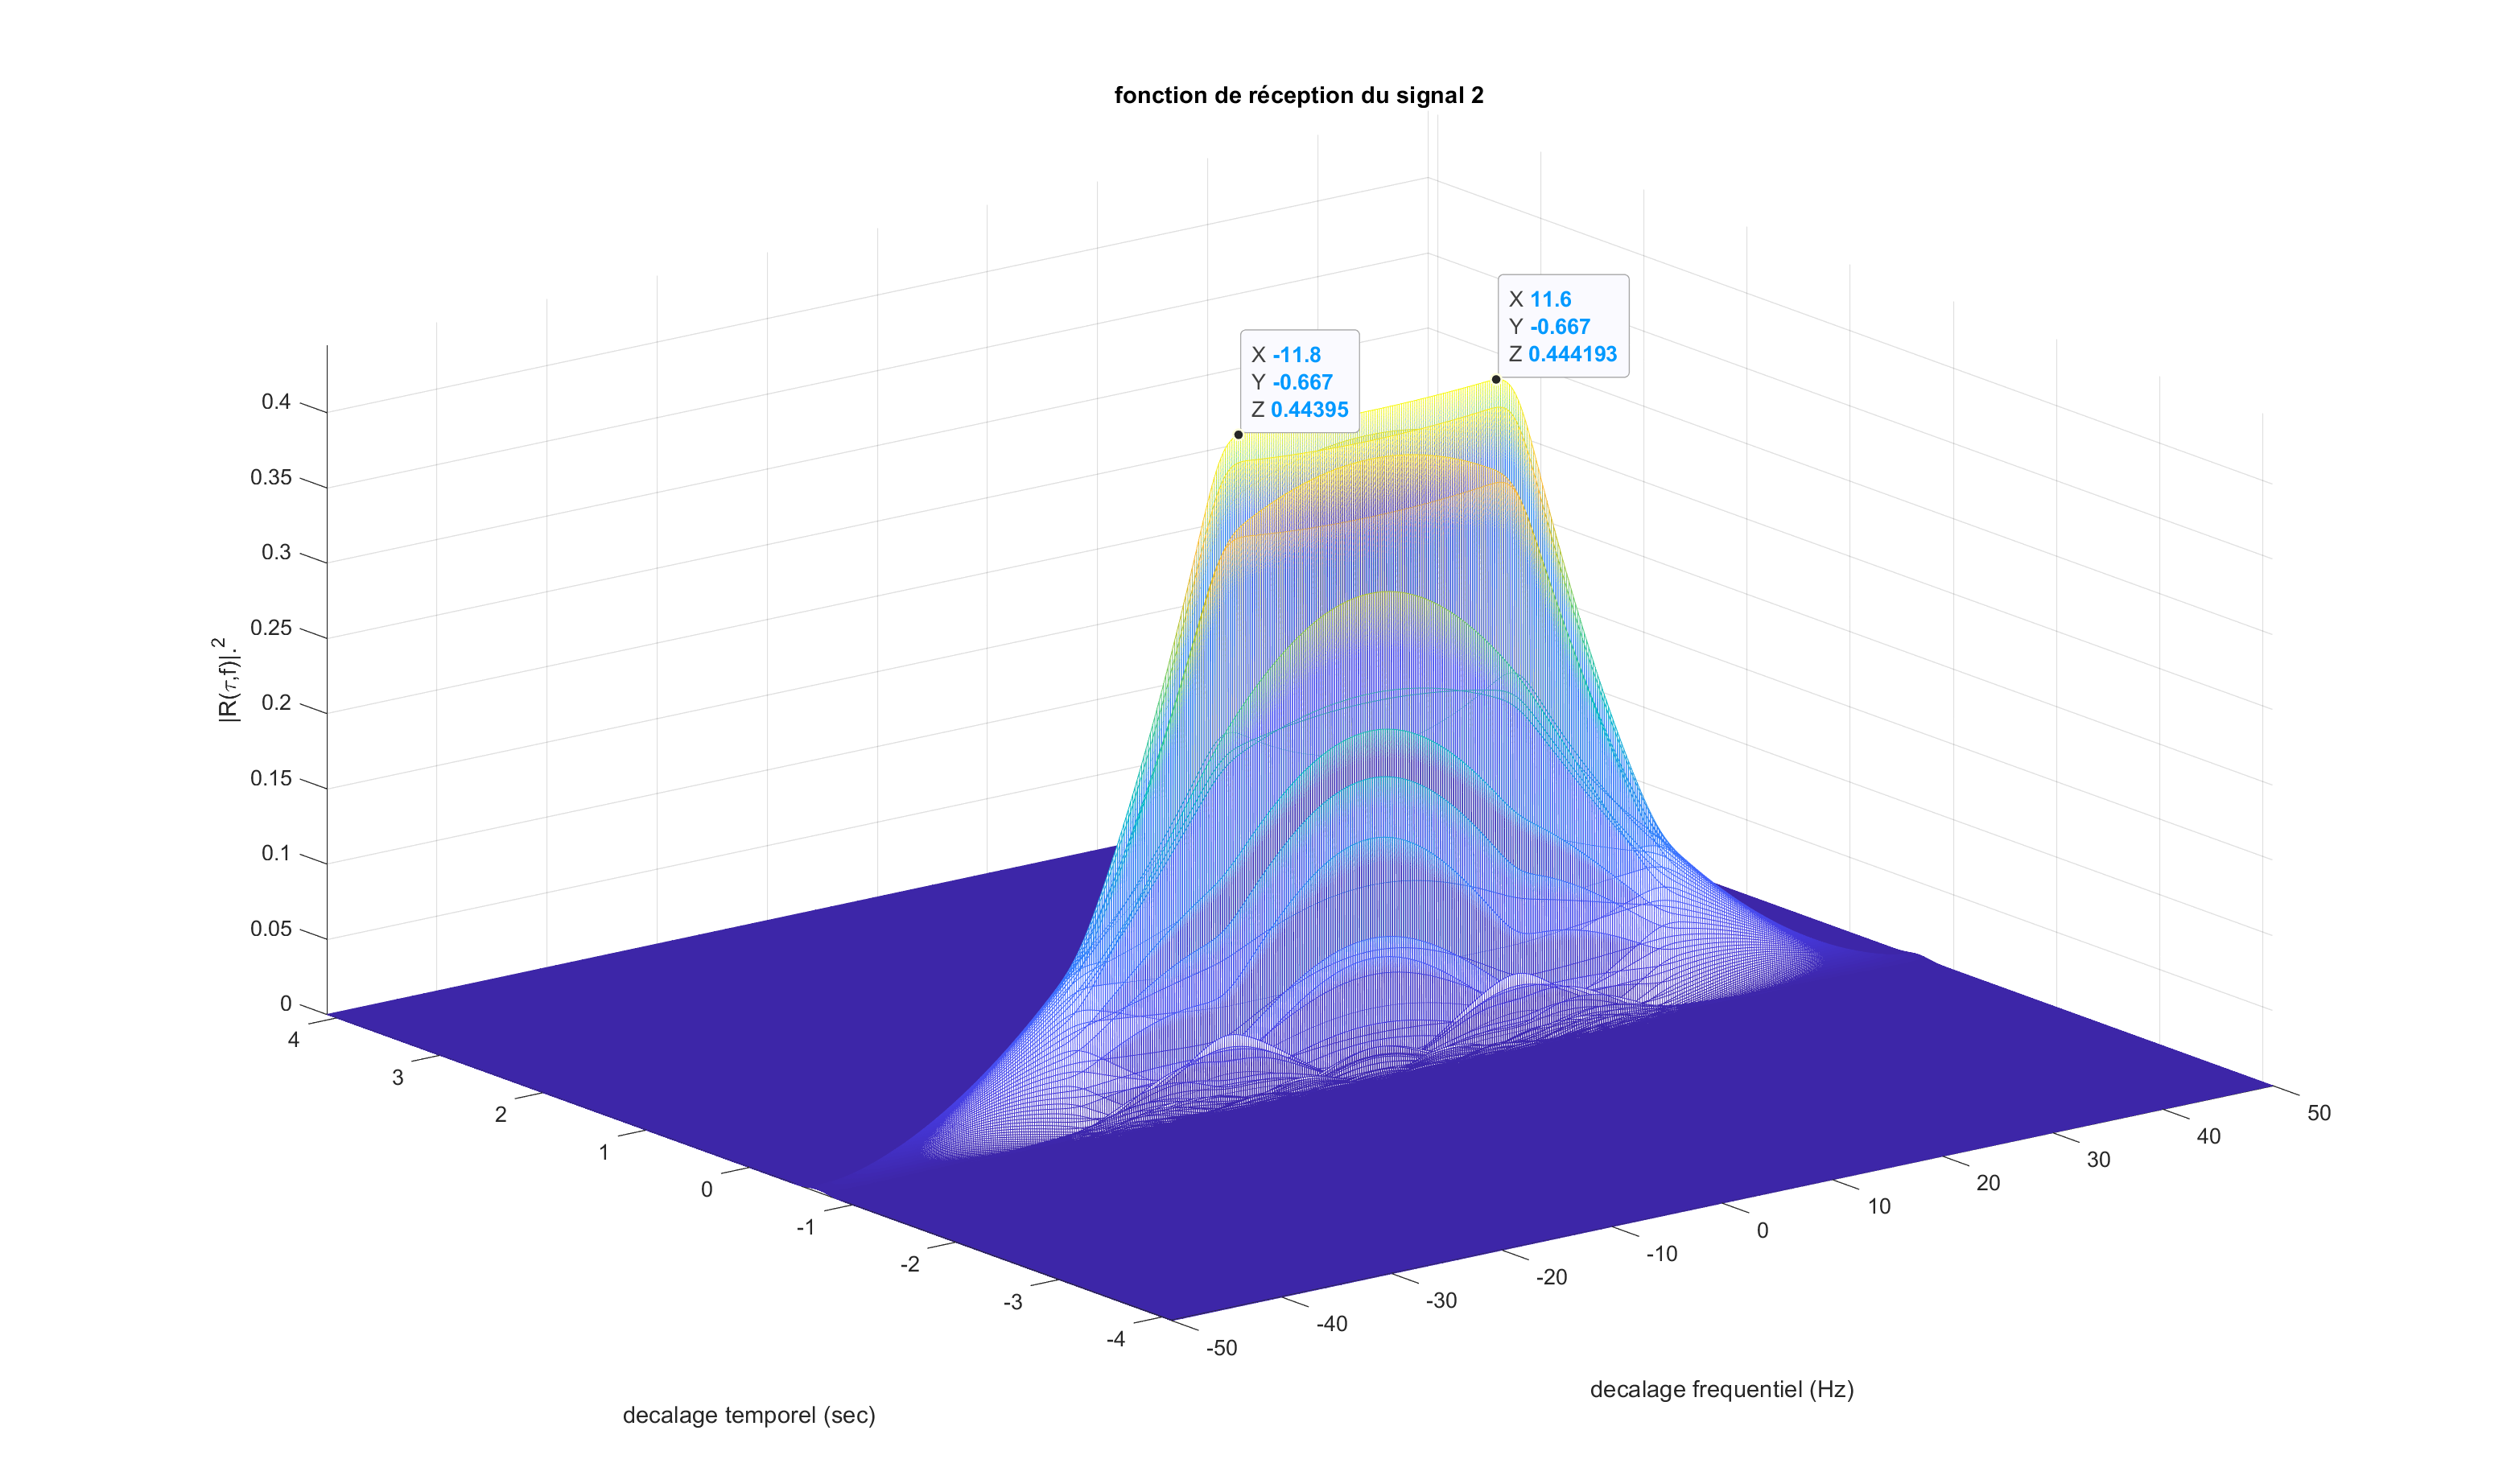 fonction de réception du signal 2
X 11.6
Y -0.667
Z 0.444193
X -11.8
Y -0.667
Z 0.44395
|R(τ,f)|.²
0.4
0.35
0.3
0.25
0.2
0.15
0.1
0.05
0
4
3
2
1
0
-1
-2
-3
-4
-50
-40
-30
-20
-10
0
10
20
30
40
50
decalage temporel (sec)
decalage frequentiel (Hz)